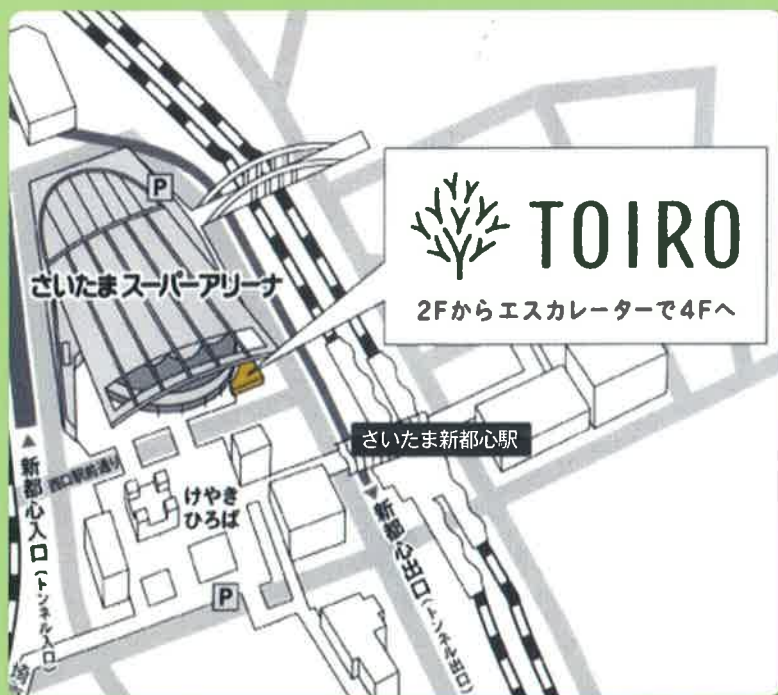 P
さいたまスーパーアリーナ
TOIRO
2Fからエスカレーターで4Fへ
さいたま新都心駅
▲新都心入口(トンネル入口)
西口駅前通り
けやき
ひろば
▼新都心出口(トンネル出口)
P
埼